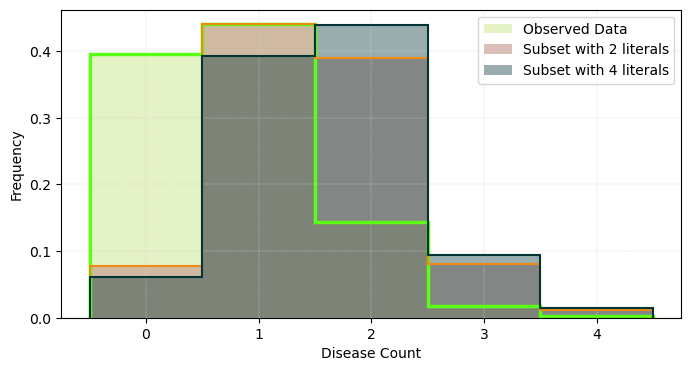 Observed Data
Subset with 2 literals
Subset with 4 literals
Frequency
0.4
0.3
0.2
0.1
0.0
0 1 2 3 4
Disease Count